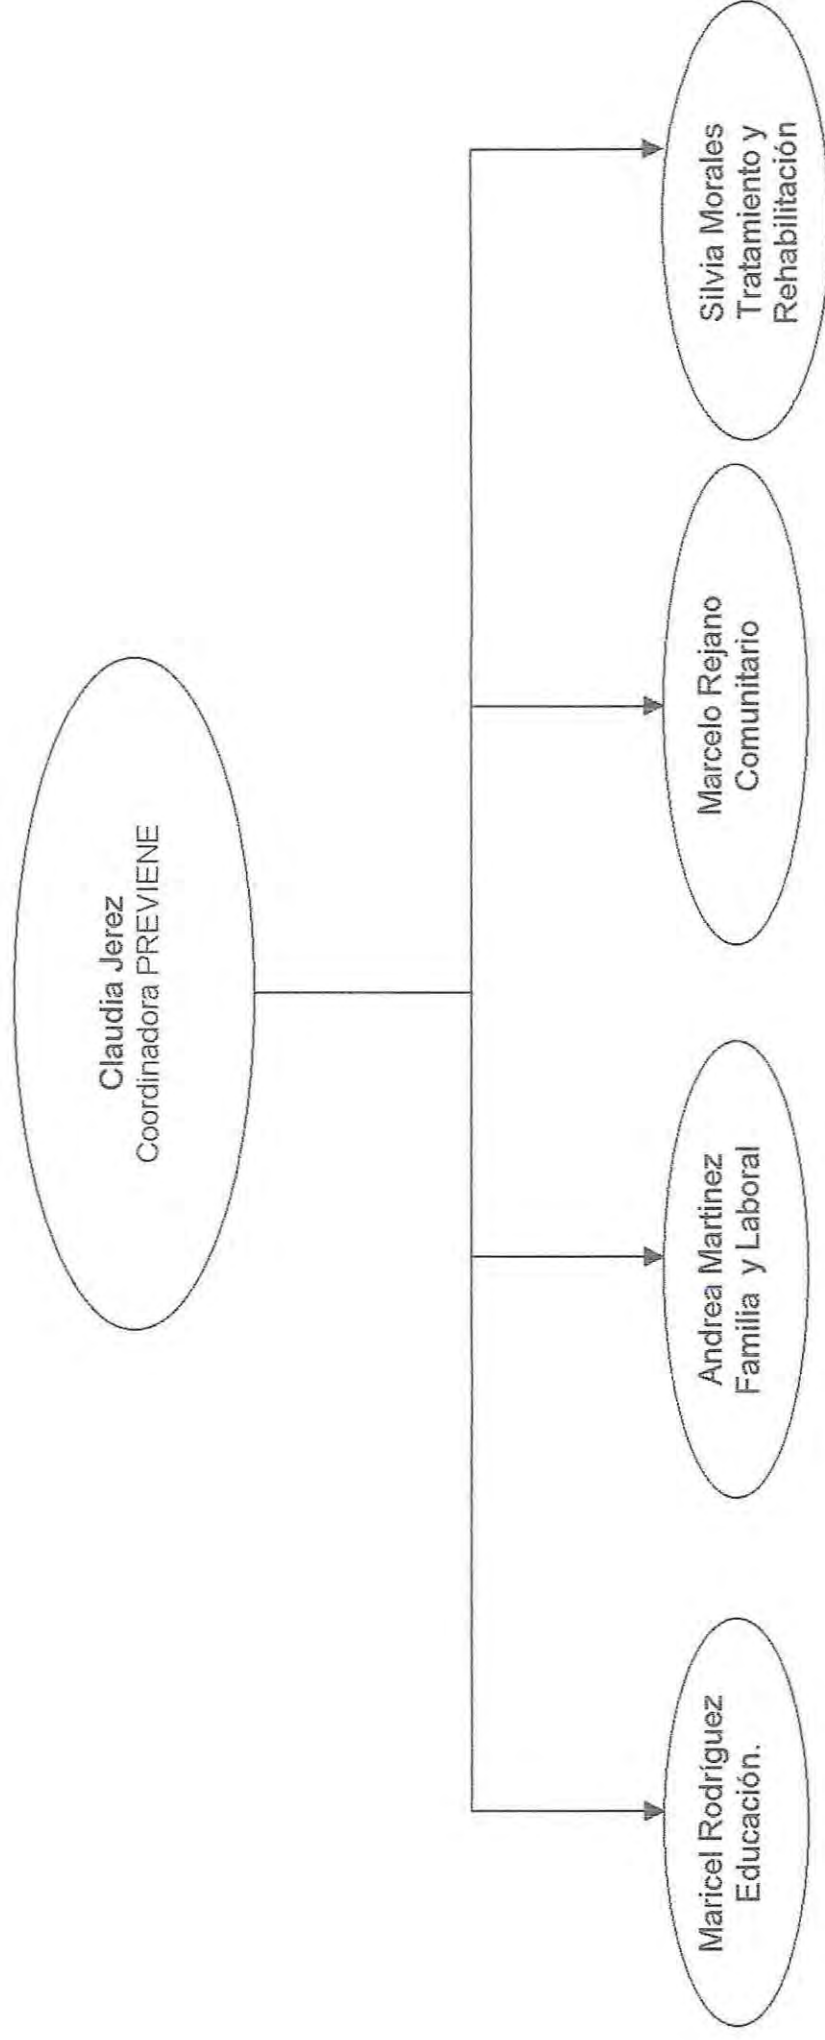 Claudia Jerez
Coordinadora PREVIENE
Maricel Rodríguez
Educación.
Andrea Martinez
Familia y Laboral
Marcelo Rejano
Comunitario
Silvia Morales
Tratamiento y
Rehabilitación